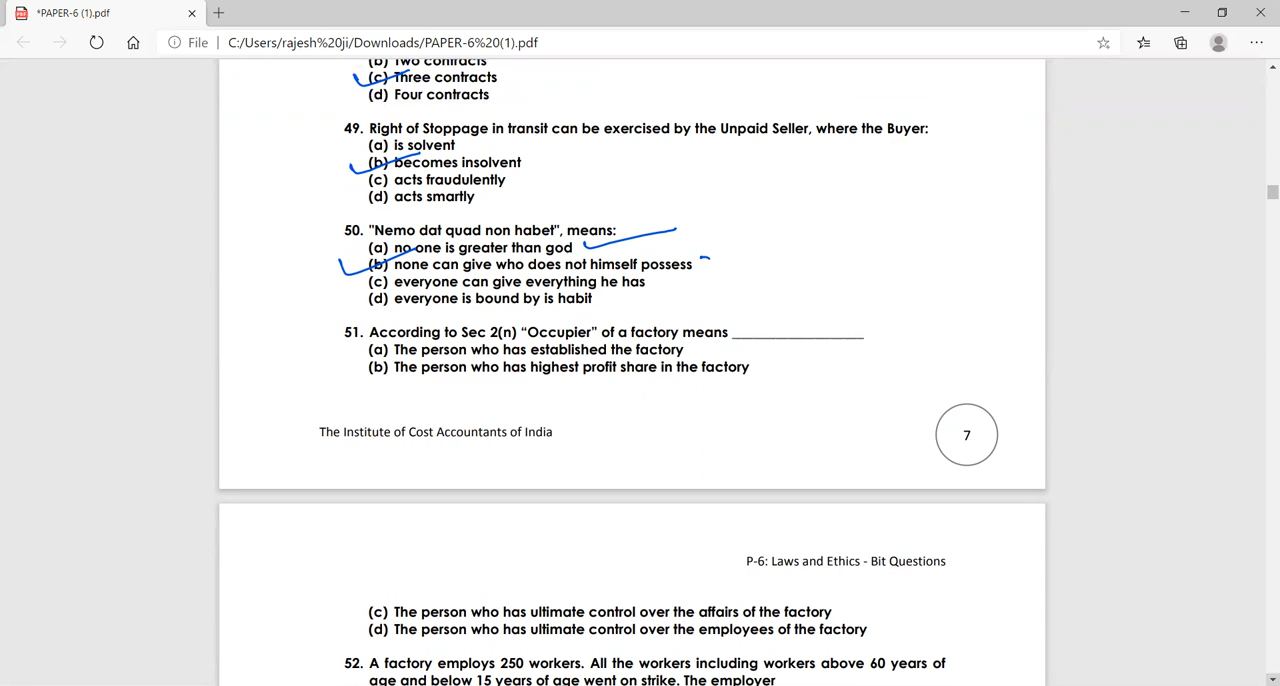 *PAPER-6 (1).pdf
File | C:/Users/rajesh%20ji/Downloads/PAPER-6%20(1).pdf
(b) Two contracts
(c) Three contracts
(d) Four contracts
49. Right of Stoppage in transit can be exercised by the Unpaid Seller, where the Buyer:
(a) is solvent
(b) becomes insolvent
(c) acts fraudulently
(d) acts smartly
50. "Nemo dat quad non habet", means:
(a) no one is greater than god
(b) none can give who does not himself possess
(c) everyone can give everything he has
(d) everyone is bound by is habit
51. According to Sec 2(n) “Occupier” of a factory means ___________________
(a) The person who has established the factory
(b) The person who has highest profit share in the factory
The Institute of Cost Accountants of India
7
P-6: Laws and Ethics - Bit Questions
(c) The person who has ultimate control over the affairs of the factory
(d) The person who has ultimate control over the employees of the factory
52. A factory employs 250 workers. All the workers including workers above 60 years of
age and below 15 years of age went on strike. The employer